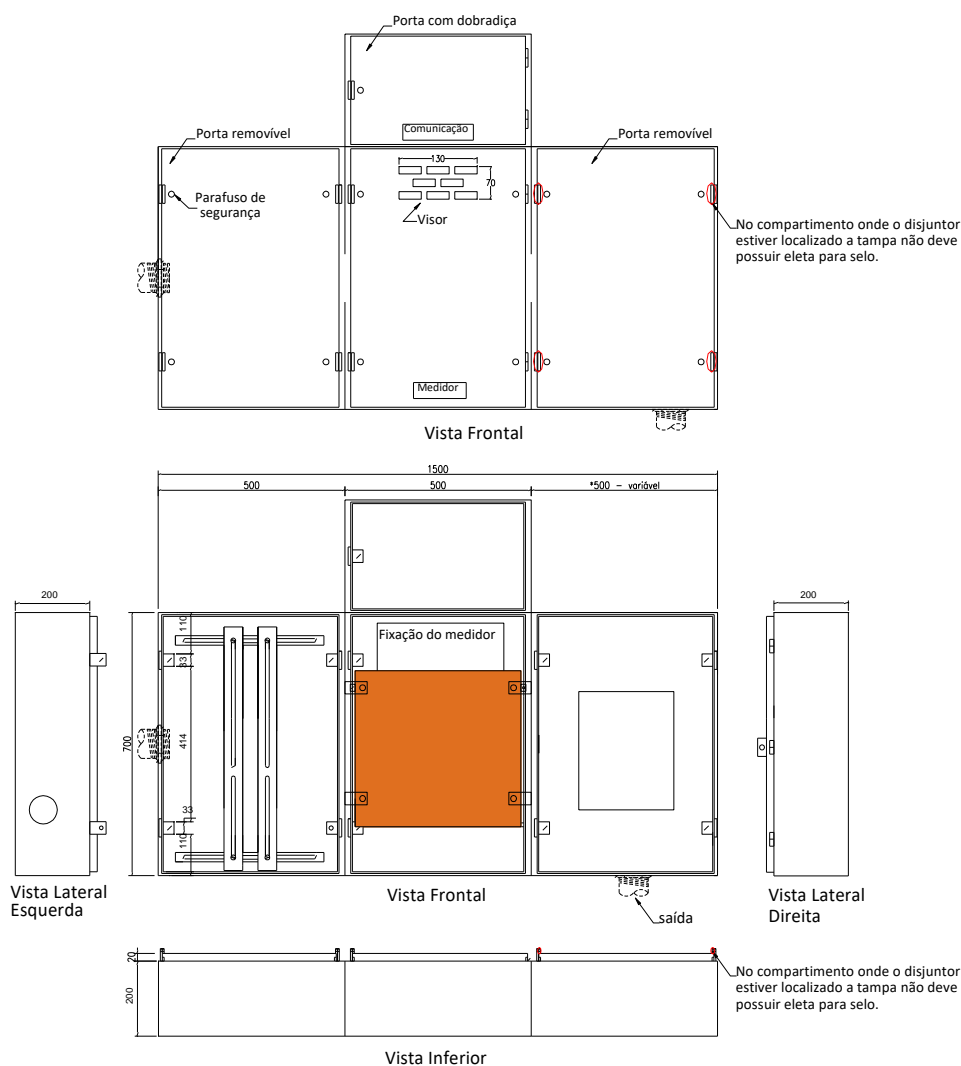 Porta com dobradiça
Comunicação
Porta removível
Porta removível
130
70
Parafuso de
segurança
Visor
No compartimento onde o disjuntor
estiver localizado a tampa não deve
possuir eleta para selo.
Medidor
Vista Frontal
1500
500
500
*500 - variável
200
200
110
Fixação do medidor
33
700
414
33
110
Vista Lateral
Esquerda
Vista Frontal
saída
Vista Lateral
Direita
20
No compartimento onde o disjuntor
estiver localizado a tampa não deve
possuir eleta para selo.
200
Vista Inferior